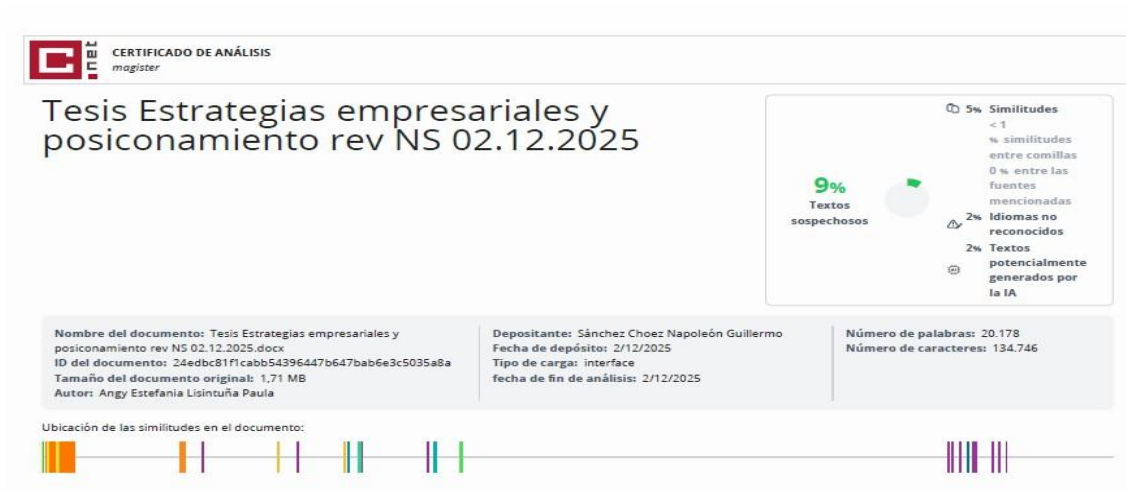 C
.net
CERTIFICADO DE ANÁLISIS
magister
Tesis Estrategias empresariales y
posiconamiento rev NS 02.12.2025
9%
Textos
sospechosos
5% Similitudes
< 1
% similitudes
entre comillas
0 % entre las
fuentes
mencionadas
2% Idiomas no
reconocidos
2% Textos
potencialmente
generados por
la IA
Nombre del documento: Tesis Estrategias empresariales y
posiconamiento rev NS 02.12.2025.docx
ID del documento: 24edbc81f1cabb54396447b647bab6e3c5035a8a
Tamaño del documento original: 1,71 MB
Autor: Angy Estefania Lisintuña Paula
Depositante: Sánchez Choez Napoleón Guillermo
Fecha de depósito: 2/12/2025
Tipo de carga: interface
fecha de fin de análisis: 2/12/2025
Número de palabras: 20.178
Número de caracteres: 134.746
Ubicación de las similitudes en el documento: